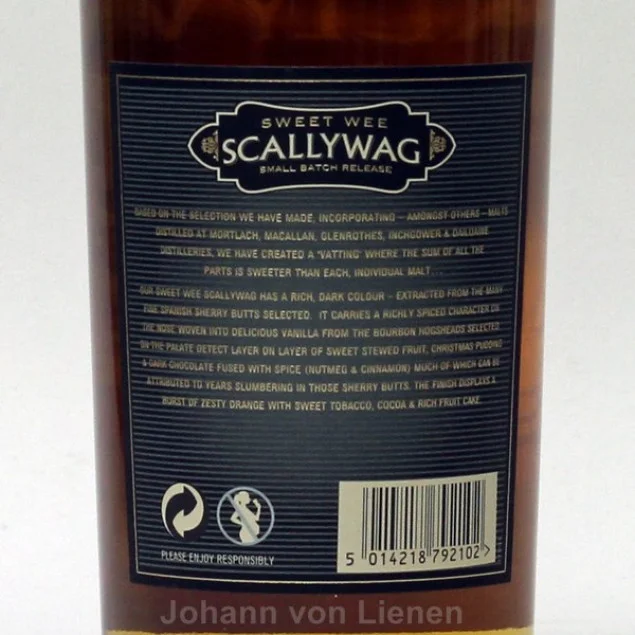 SWEET WEE
SCALLYWAG
SMALL BATCH RELEASE
BASED ON THE SELECTION WE HAVE MADE, INCORPORATING – AMONGST OTHERS – MALTS
DISTILLED AT MORTLACH, MACALLAN, GLENROTHES, INCHGOWER & DAILUAINE
DISTILLERIES, WE HAVE CREATED A 'VATTING' WHERE THE SUM OF ALL THE
PARTS IS SWEETER THAN EACH, INDIVIDUAL MALT...
OUR SWEET WEE SCALLYWAG HAS A RICH, DARK COLOUR – EXTRACTED FROM THE MANY
FINE SPANISH SHERRY BUTTS SELECTED. IT CARRIES A RICHLY SPICED CHARACTER ON
THE NOSE WOVEN INTO DELICIOUS VANILLA FROM THE BOURBON HOGSHEADS SELECTED.
ON THE PALATE DETECT LAYER ON LAYER OF SWEET STEWED FRUIT, CHRISTMAS PUDDING
& DARK CHOCOLATE FUSED WITH SPICE (NUTMEG & CINNAMON) MUCH OF WHICH CAN BE
ATTRIBUTED TO YEARS SLUMBERING IN THOSE SHERRY BUTTS. THE FINISH DISPLAYS A
BURST OF ZESTY ORANGE WITH SWEET TOBACCO, COCOA & RICH FRUIT CAKE.
PLEASE ENJOY RESPONSIBLY
5 014218 792102 >
Johann von Lienen